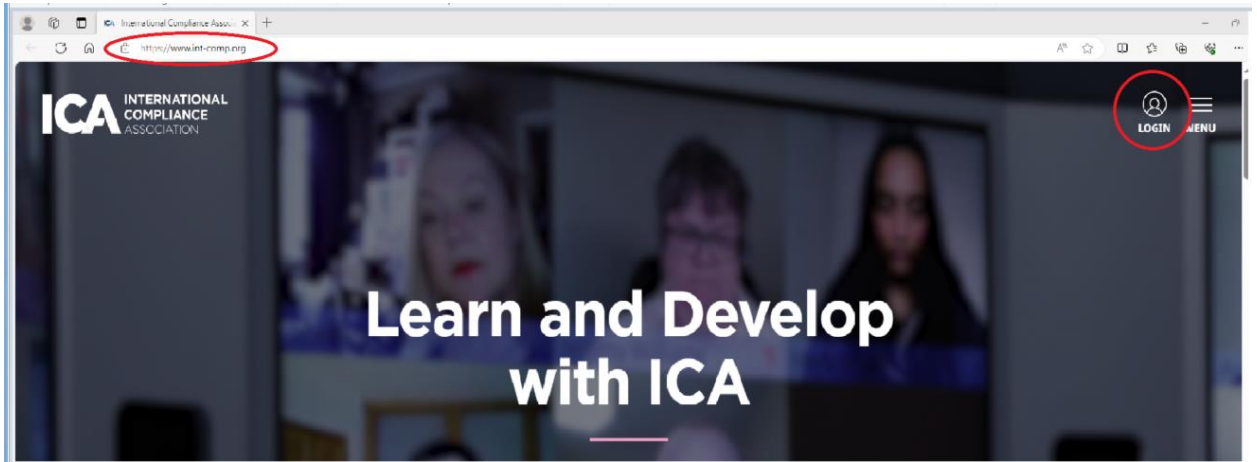 ICA International Compliance Associ
https://www.int-comp.org
ICA INTERNATIONAL
COMPLIANCE
ASSOCIATION
LOGIN MENU
Learn and Develop
with ICA